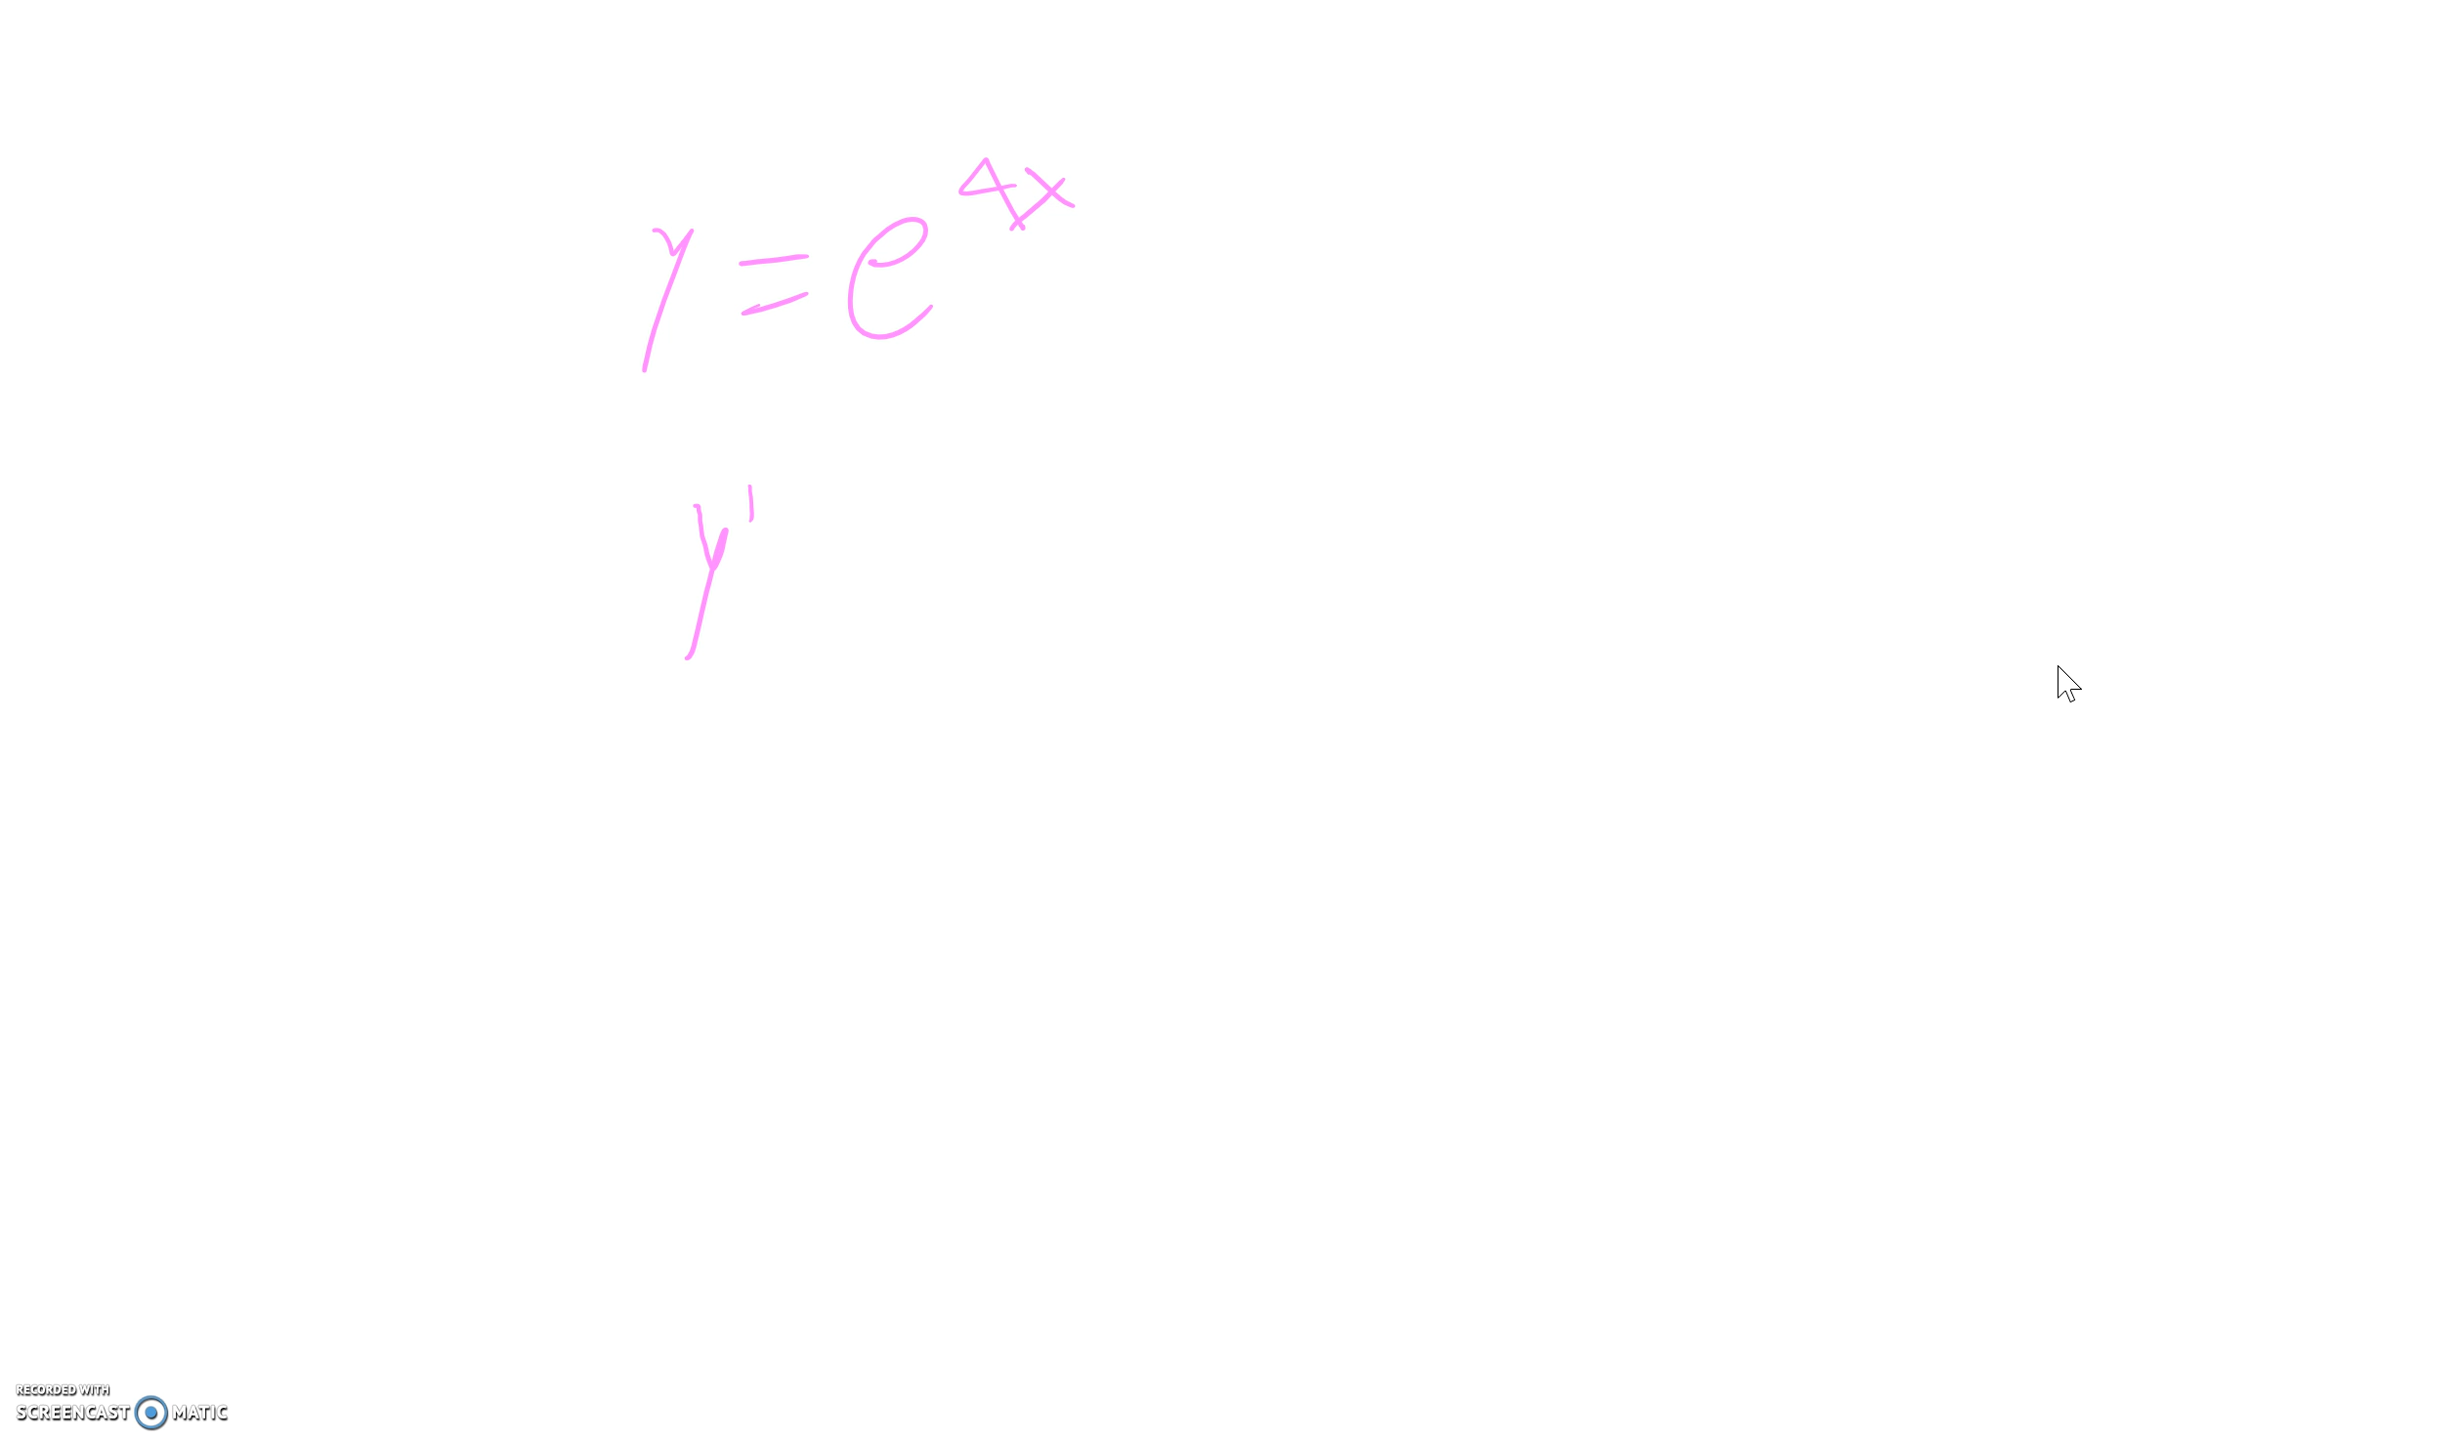 y = e^{4x}
y'
RECORDED WITH
SCREENCAST MATIC